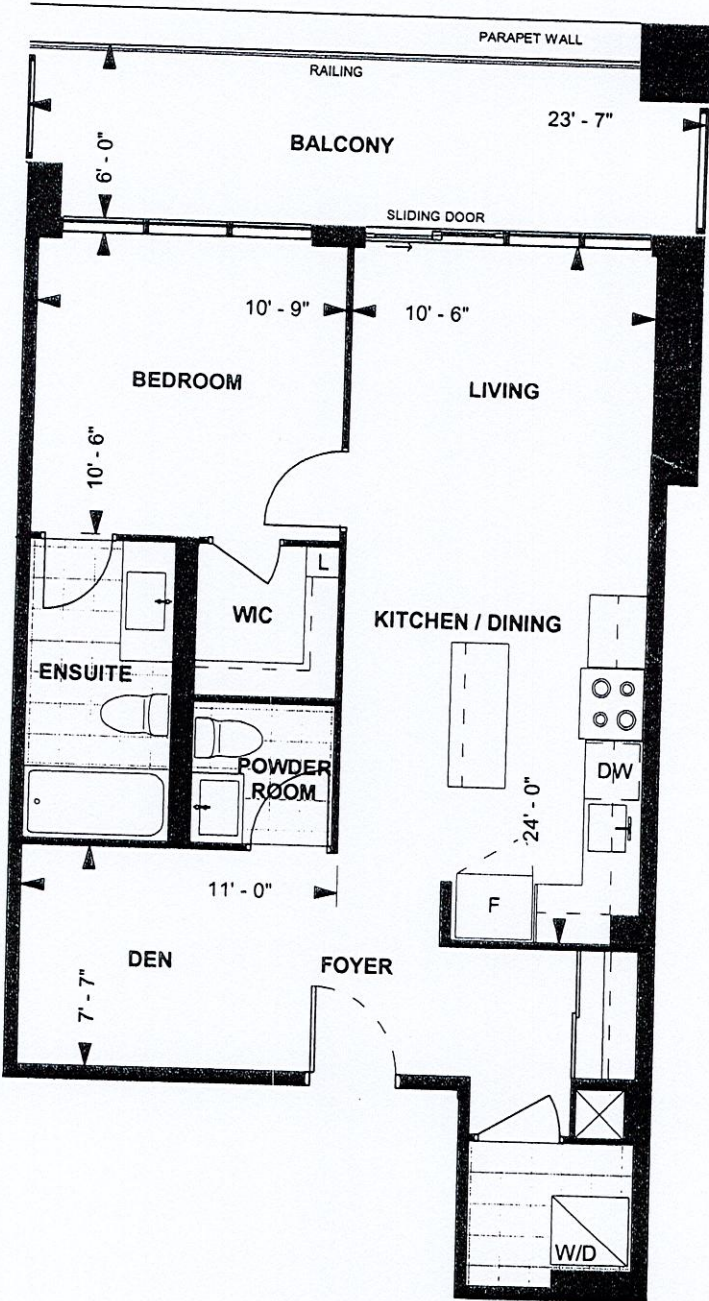 PARAPET WALL
RAILING
23' - 7"
BALCONY
6' - 0"
SLIDING DOOR
10' - 9"
10' - 6"
BEDROOM
LIVING
10' - 6"
L
WIC
KITCHEN / DINING
ENSUITE
POWDER
ROOM
DW
24' - 0"
11' - 0"
F
DEN
FOYER
7' - 7"
W/D